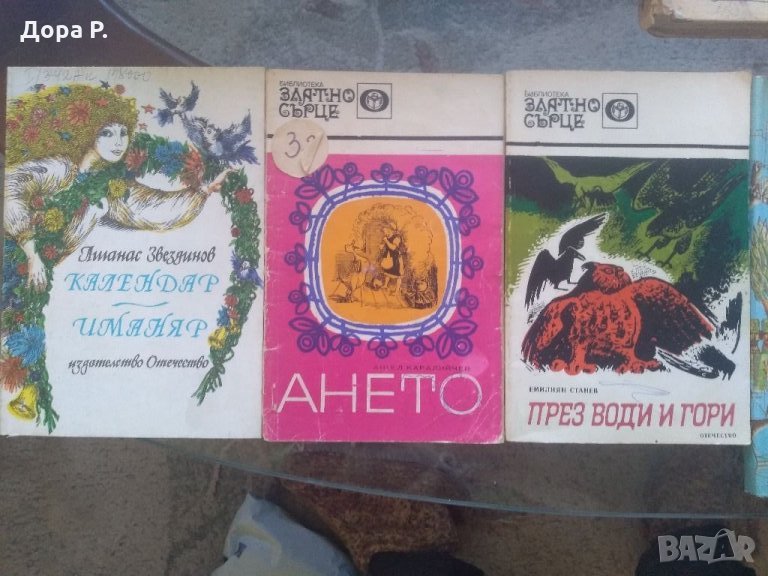 Дора Р.
Атанас Звездинов
КАЛЕНДАР
ИМАНЯР
издателство Отечество
БИБЛИОТЕКА
ЗЛАТНО
СЪРЦЕ
АНГЕЛ КАРАЛИЙЧЕВ
АНЕТО
БИБЛИОТЕКА
ЗЛАТНО
СЪРЦЕ
ЕМИЛИЯН СТАНЕВ
ПРЕЗ ВОДИ И ГОРИ
ОТЕЧЕСТВО
BAZAR